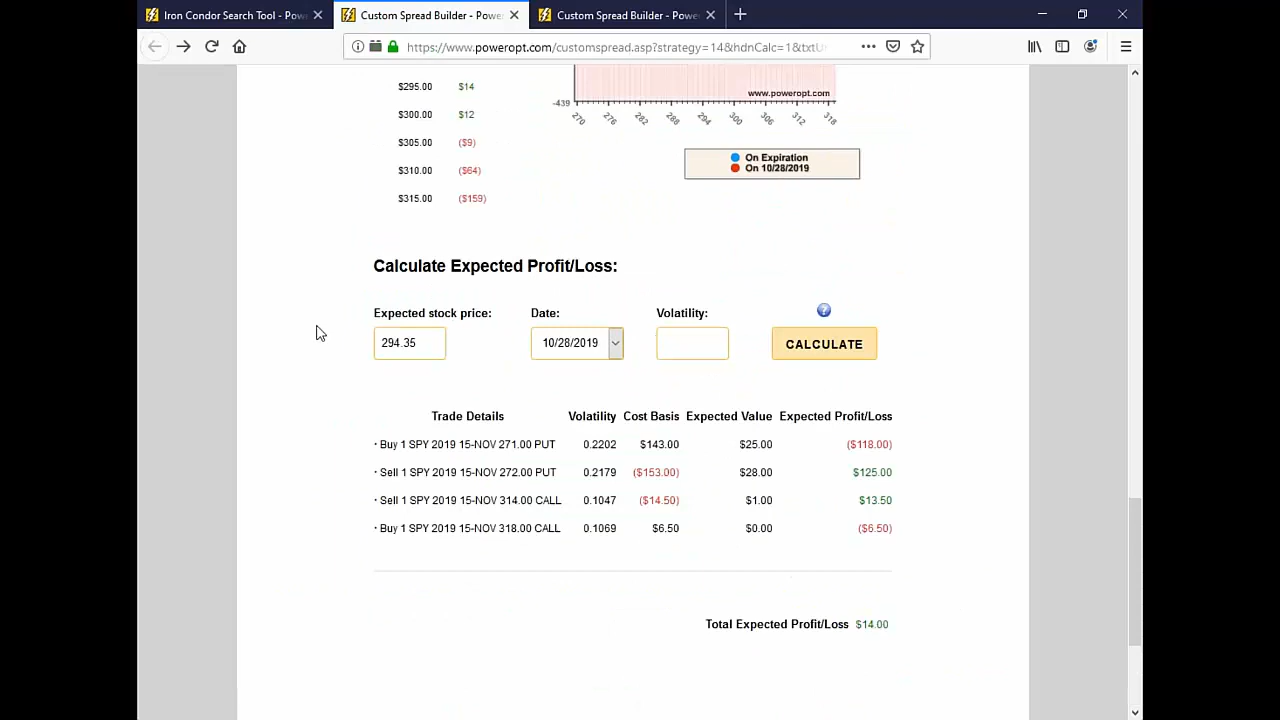 Iron Condor Search Tool - Powe
Custom Spread Builder - Powe
Custom Spread Builder - Powe
https://www.poweropt.com/customspread.asp?strategy=14&hdnCalc=1&txtU
$295.00 $14
$300.00 $12
$305.00 ($9)
$310.00 ($64)
$315.00 ($159)
www.poweropt.com
-439
270 276 282 288 294 300 306 312 318
On Expiration
On 10/28/2019
Calculate Expected Profit/Loss:
Expected stock price: Date: Volatility: ?
294.35 10/28/2019 CALCULATE
Trade Details Volatility Cost Basis Expected Value Expected Profit/Loss
· Buy 1 SPY 2019 15-NOV 271.00 PUT 0.2202 $143.00 $25.00 ($118.00)
· Sell 1 SPY 2019 15-NOV 272.00 PUT 0.2179 ($153.00) $28.00 $125.00
· Sell 1 SPY 2019 15-NOV 314.00 CALL 0.1047 ($14.50) $1.00 $13.50
· Buy 1 SPY 2019 15-NOV 318.00 CALL 0.1069 $6.50 $0.00 ($6.50)
Total Expected Profit/Loss $14.00